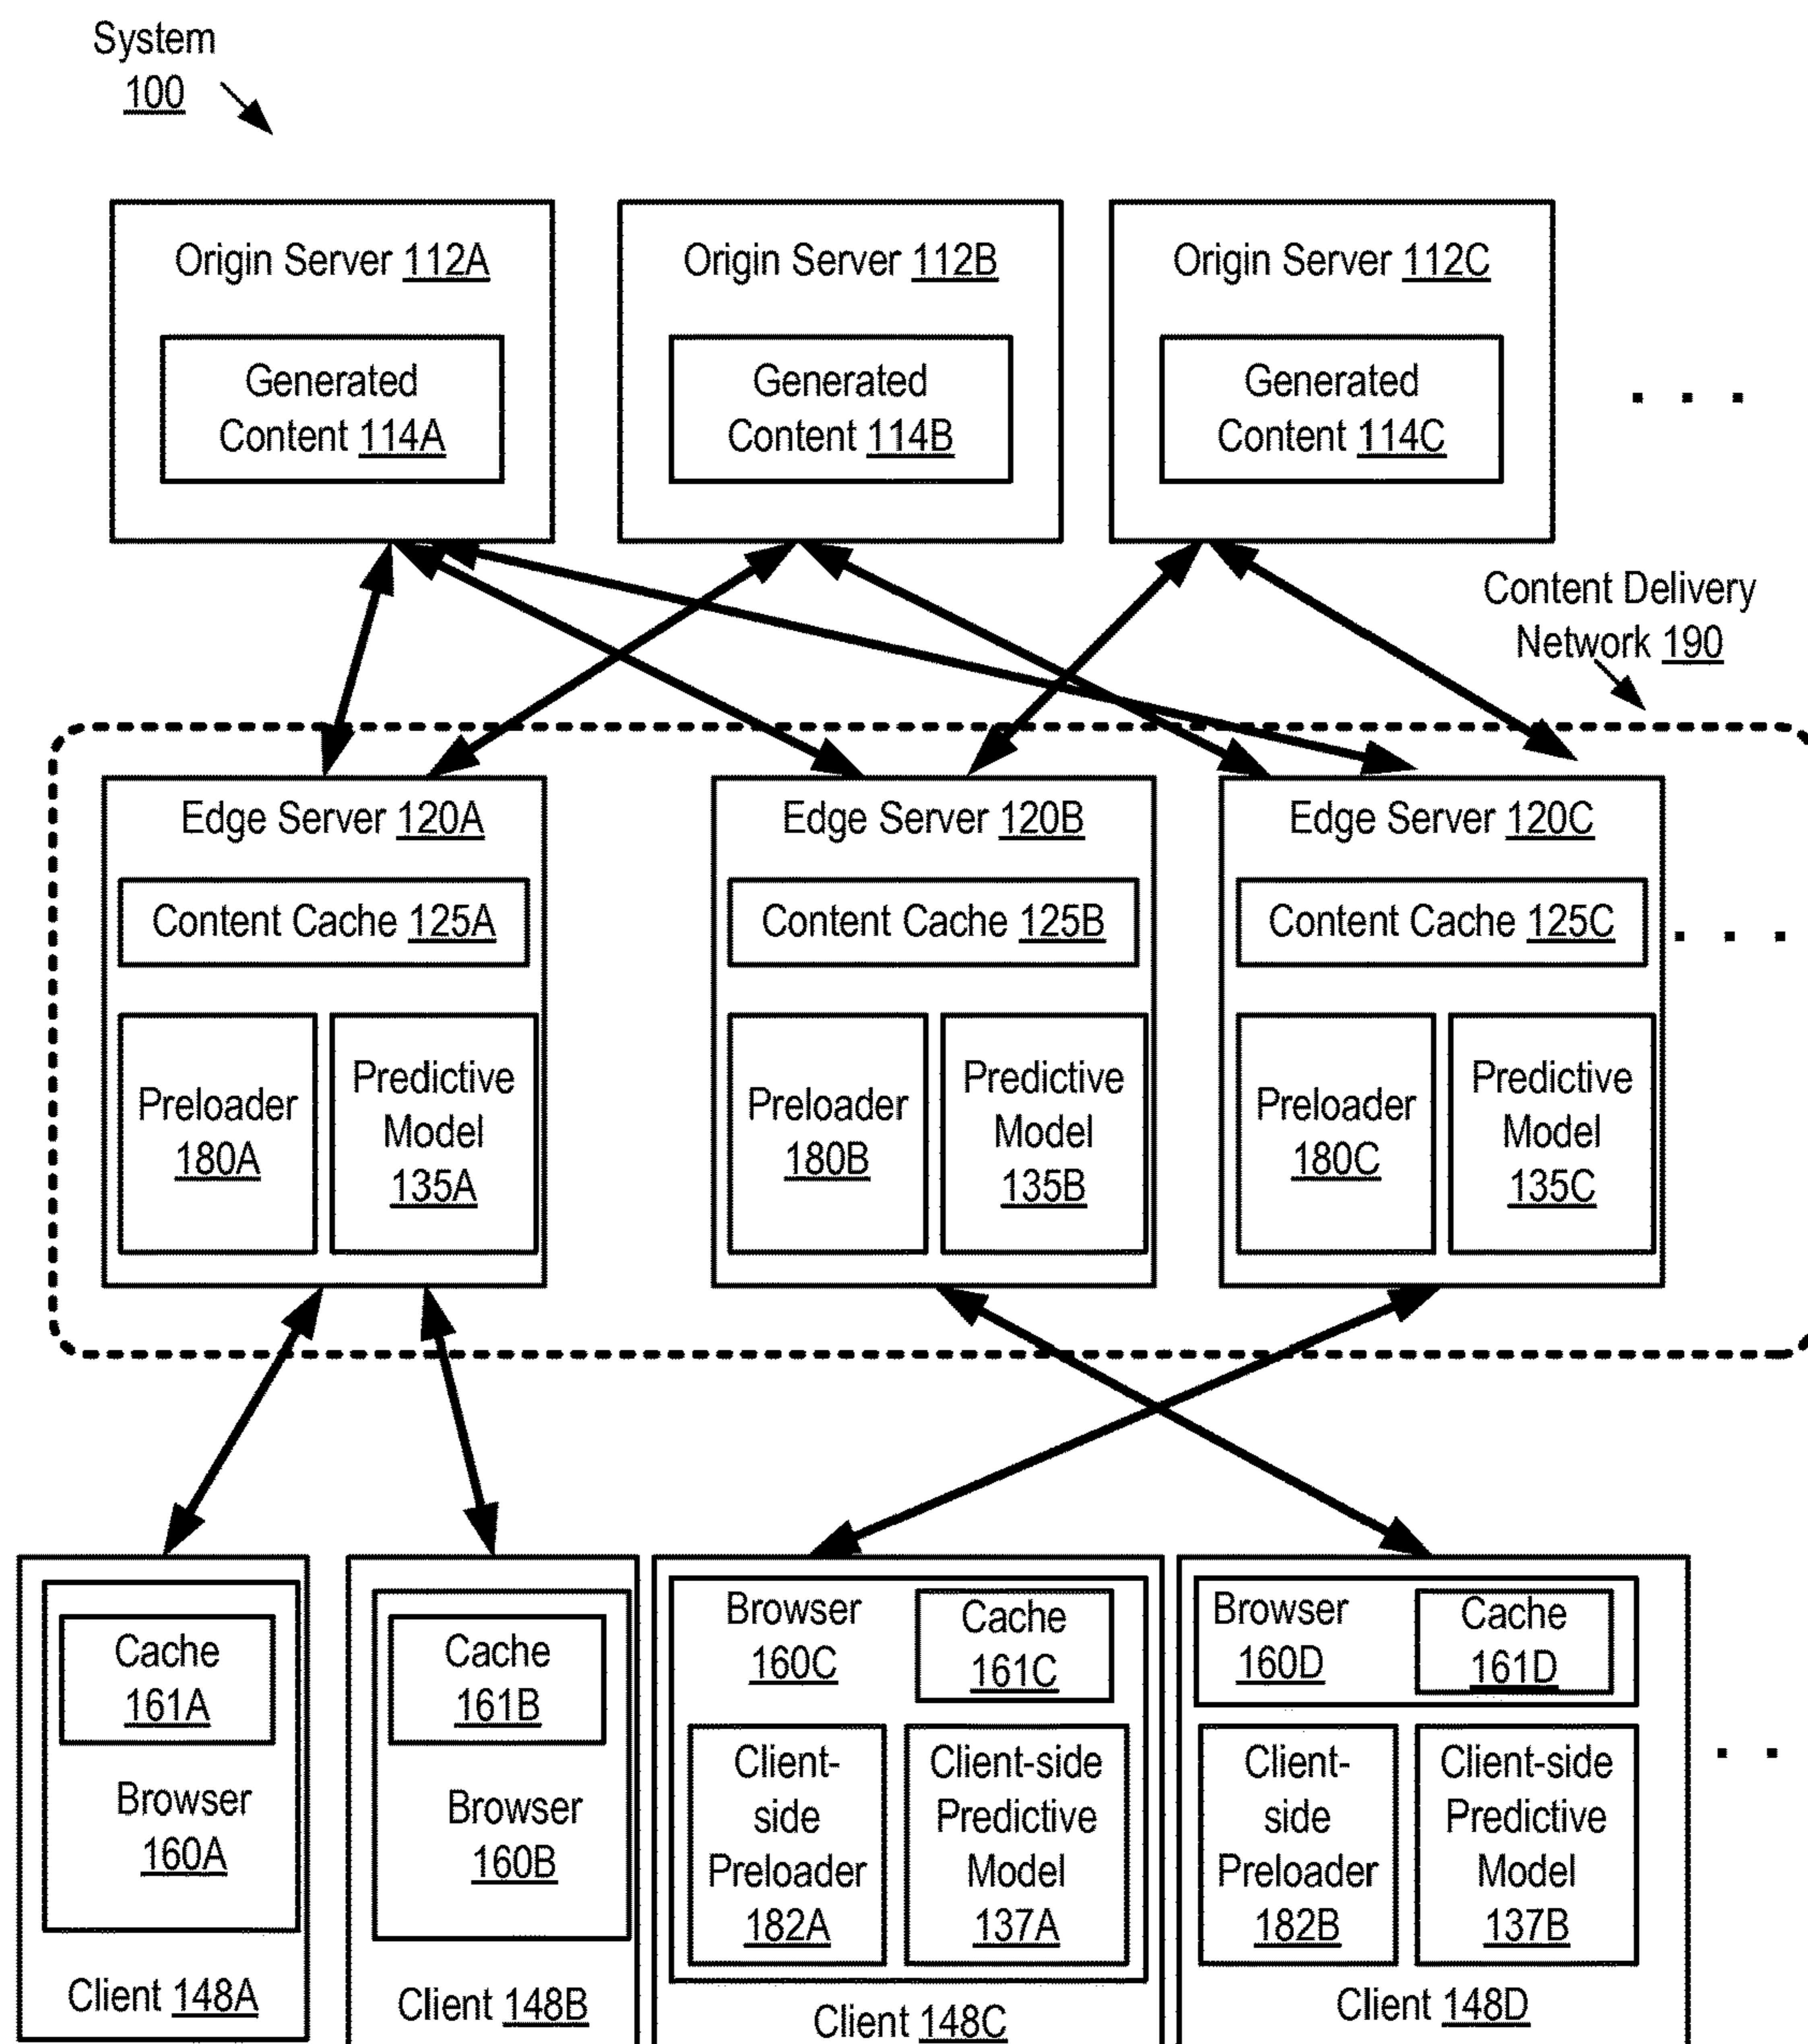 System
100
Origin Server 112A
Generated
Content 114A
Origin Server 112B
Generated
Content 114B
Origin Server 112C
Generated
Content 114C
. . .
Content Delivery
Network 190
Edge Server 120A
Content Cache 125A
Preloader
180A
Predictive
Model
135A
Edge Server 120B
Content Cache 125B
Preloader
180B
Predictive
Model
135B
Edge Server 120C
Content Cache 125C
Preloader
180C
Predictive
Model
135C
. . .
Cache
161A
Browser
160A
Client 148A
Cache
161B
Browser
160B
Client 148B
Browser
160C
Cache
161C
Client-
side
Preloader
182A
Client-side
Predictive
Model
137A
Client 148C
Browser
160D
Cache
161D
Client-
side
Preloader
182B
Client-side
Predictive
Model
137B
Client 148D
. .